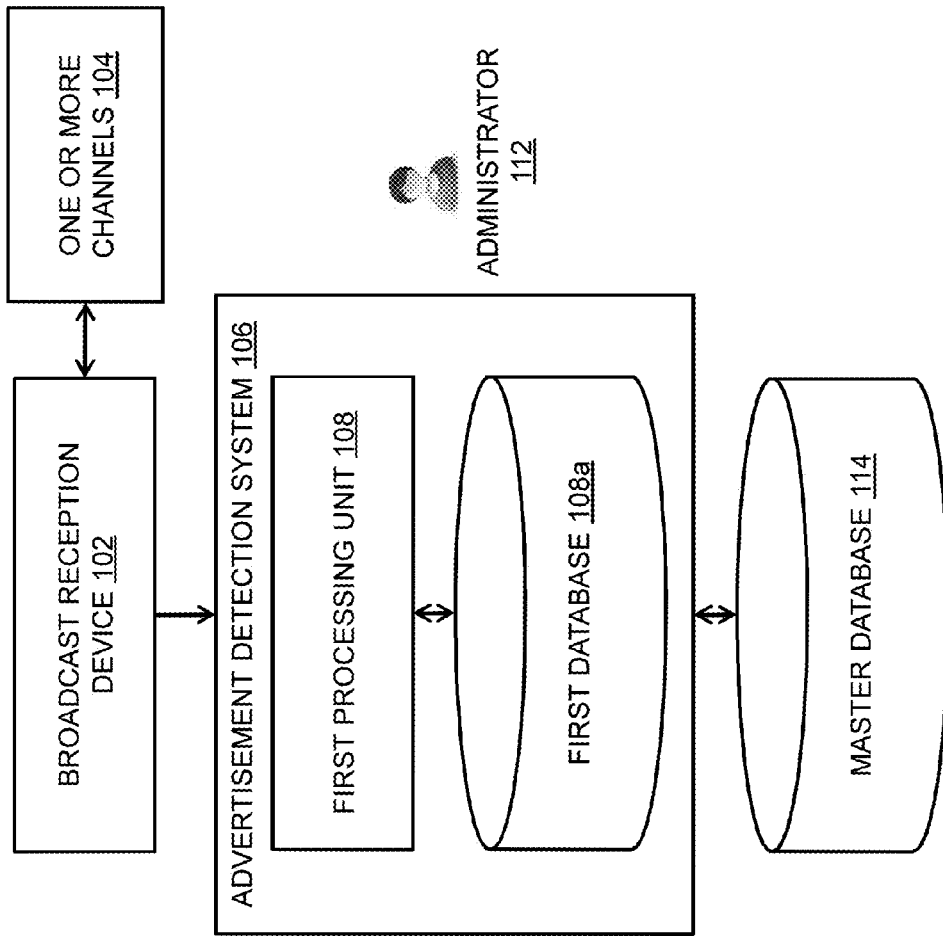 BROADCAST RECEPTION
DEVICE 102
ONE OR MORE
CHANNELS 104
ADVERTISEMENT DETECTION SYSTEM 106
FIRST PROCESSING UNIT 108
FIRST DATABASE 108a
ADMINISTRATOR
112
MASTER DATABASE 114